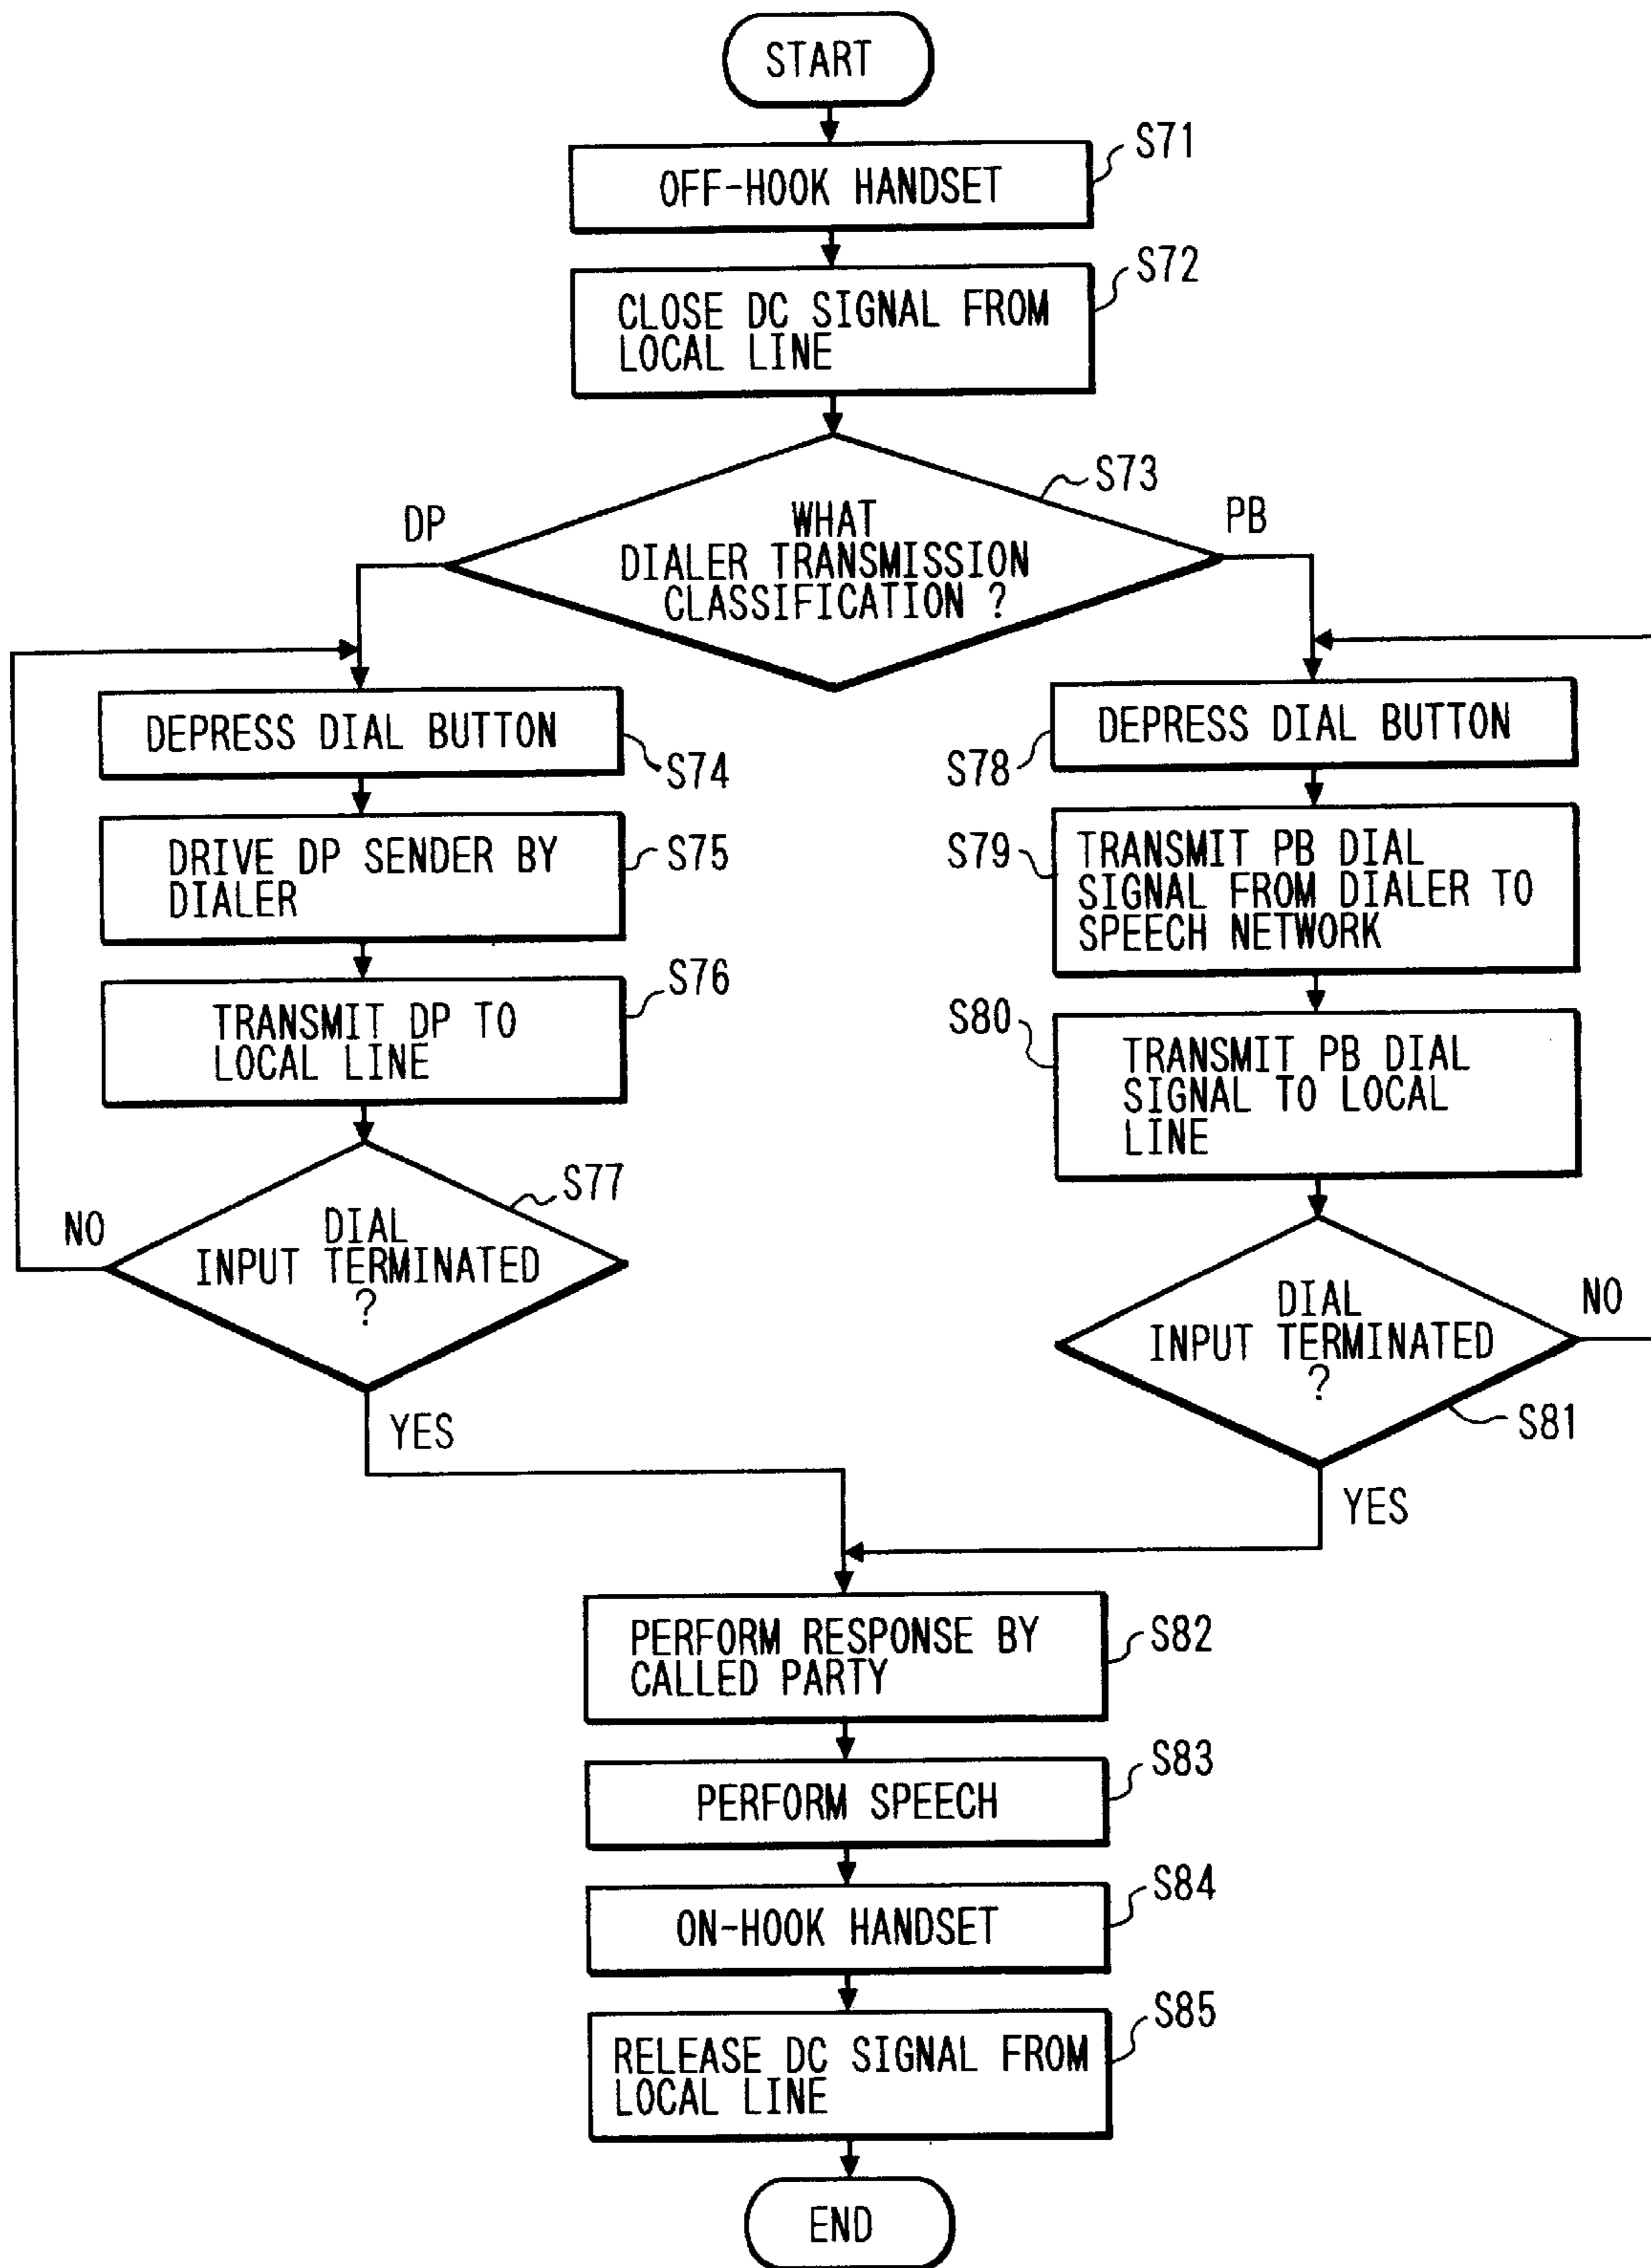 START
S71
OFF-HOOK HANDSET
S72
CLOSE DC SIGNAL FROM
LOCAL LINE
S73
DP
PB
WHAT
DIALER TRANSMISSION
CLASSIFICATION ?
DEPRESS DIAL BUTTON
S74
DRIVE DP SENDER BY
DIALER
S75
TRANSMIT DP TO
LOCAL LINE
S76
S77
NO
DIAL
INPUT TERMINATED
?
YES
DEPRESS DIAL BUTTON
S78
S79
TRANSMIT PB DIAL
SIGNAL FROM DIALER TO
SPEECH NETWORK
S80
TRANSMIT PB DIAL
SIGNAL TO LOCAL
LINE
NO
DIAL
INPUT TERMINATED
?
S81
YES
PERFORM RESPONSE BY
CALLED PARTY
S82
S83
PERFORM SPEECH
S84
ON-HOOK HANDSET
S85
RELEASE DC SIGNAL FROM
LOCAL LINE
END